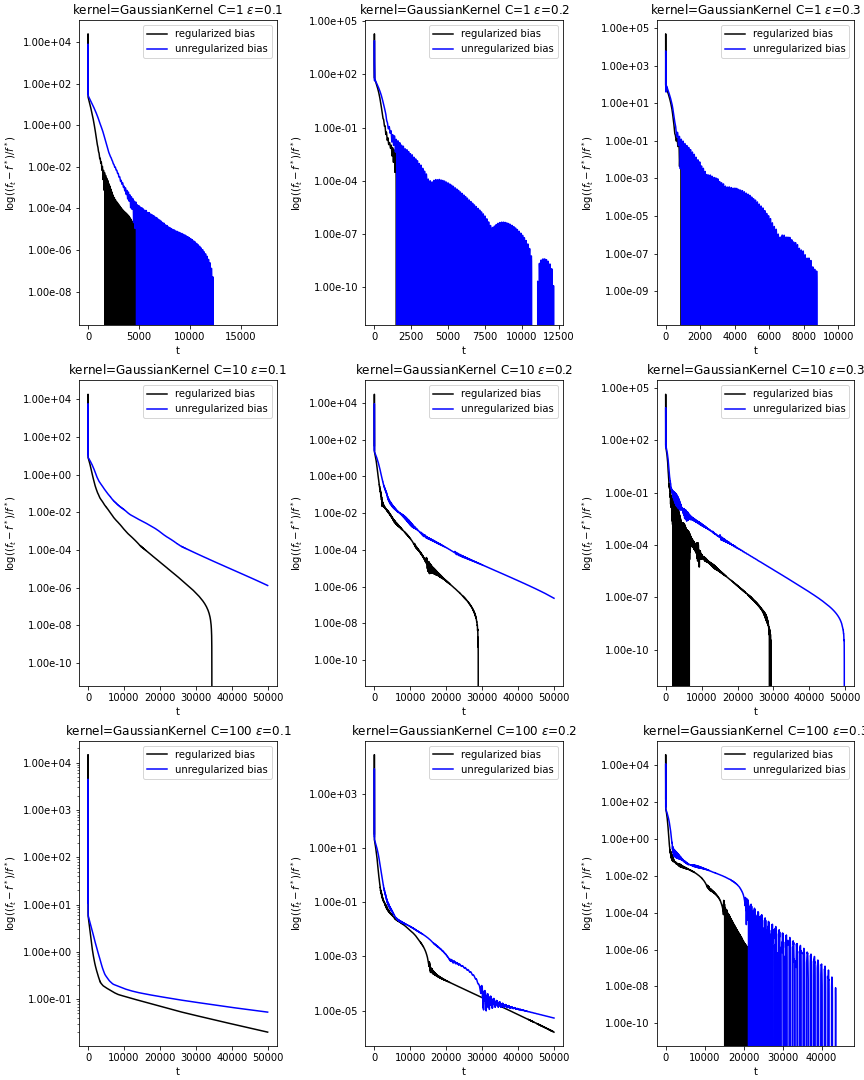 kernel=GaussianKernel C=1 ε=0.1
regularized bias
unregularized bias
1.00e+04
1.00e+02
1.00e+00
1.00e-02
1.00e-04
1.00e-06
1.00e-08
log((f_t − f*)/f*)
0 5000 10000 15000
t
kernel=GaussianKernel C=1 ε=0.2
regularized bias
unregularized bias
1.00e+05
1.00e+02
1.00e-01
1.00e-04
1.00e-07
1.00e-10
log((f_t − f*)/f*)
0 2500 5000 7500 10000 12500
t
kernel=GaussianKernel C=1 ε=0.3
regularized bias
unregularized bias
1.00e+05
1.00e+03
1.00e+01
1.00e-01
1.00e-03
1.00e-05
1.00e-07
1.00e-09
log((f_t − f*)/f*)
0 2000 4000 6000 8000 10000
t
kernel=GaussianKernel C=10 ε=0.1
regularized bias
unregularized bias
1.00e+04
1.00e+02
1.00e+00
1.00e-02
1.00e-04
1.00e-06
1.00e-08
1.00e-10
log((f_t − f*)/f*)
0 10000 20000 30000 40000 50000
t
kernel=GaussianKernel C=10 ε=0.2
regularized bias
unregularized bias
1.00e+04
1.00e+02
1.00e+00
1.00e-02
1.00e-04
1.00e-06
1.00e-08
1.00e-10
log((f_t − f*)/f*)
0 10000 20000 30000 40000 50000
t
kernel=GaussianKernel C=10 ε=0.3
regularized bias
unregularized bias
1.00e+05
1.00e+02
1.00e-01
1.00e-04
1.00e-07
1.00e-10
log((f_t − f*)/f*)
0 10000 20000 30000 40000 50000
t
kernel=GaussianKernel C=100 ε=0.1
regularized bias
unregularized bias
1.00e+04
1.00e+03
1.00e+02
1.00e+01
1.00e+00
1.00e-01
log((f_t − f*)/f*)
0 10000 20000 30000 40000 50000
t
kernel=GaussianKernel C=100 ε=0.2
regularized bias
unregularized bias
1.00e+03
1.00e+01
1.00e-01
1.00e-03
1.00e-05
log((f_t − f*)/f*)
0 10000 20000 30000 40000 50000
t
kernel=GaussianKernel C=100 ε=0.3
regularized bias
unregularized bias
1.00e+04
1.00e+02
1.00e+00
1.00e-02
1.00e-04
1.00e-06
1.00e-08
1.00e-10
log((f_t − f*)/f*)
0 10000 20000 30000 40000
t